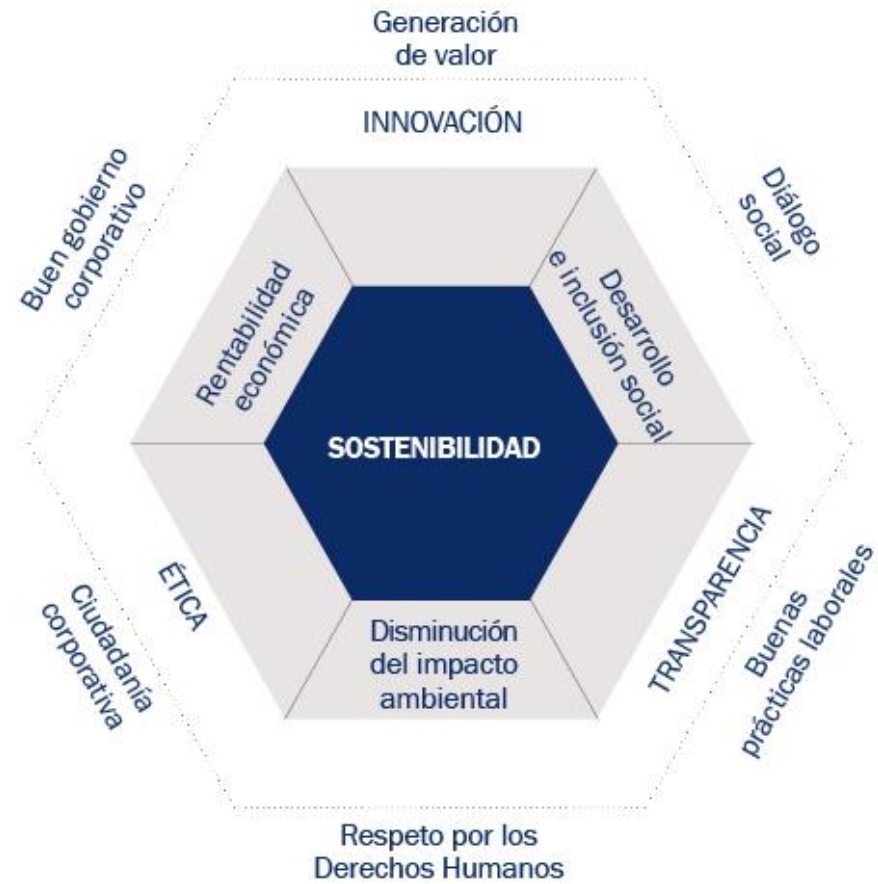 Generación
de valor
INNOVACIÓN
Buen gobierno
corporativo
Diálogo
social
Rentabilidad
económica
Desarrollo
e inclusión social
SOSTENIBILIDAD
ÉTICA
TRANSPARENCIA
Ciudadanía
corporativa
Disminución
del impacto
ambiental
Buenas
prácticas laborales
Respeto por los
Derechos Humanos